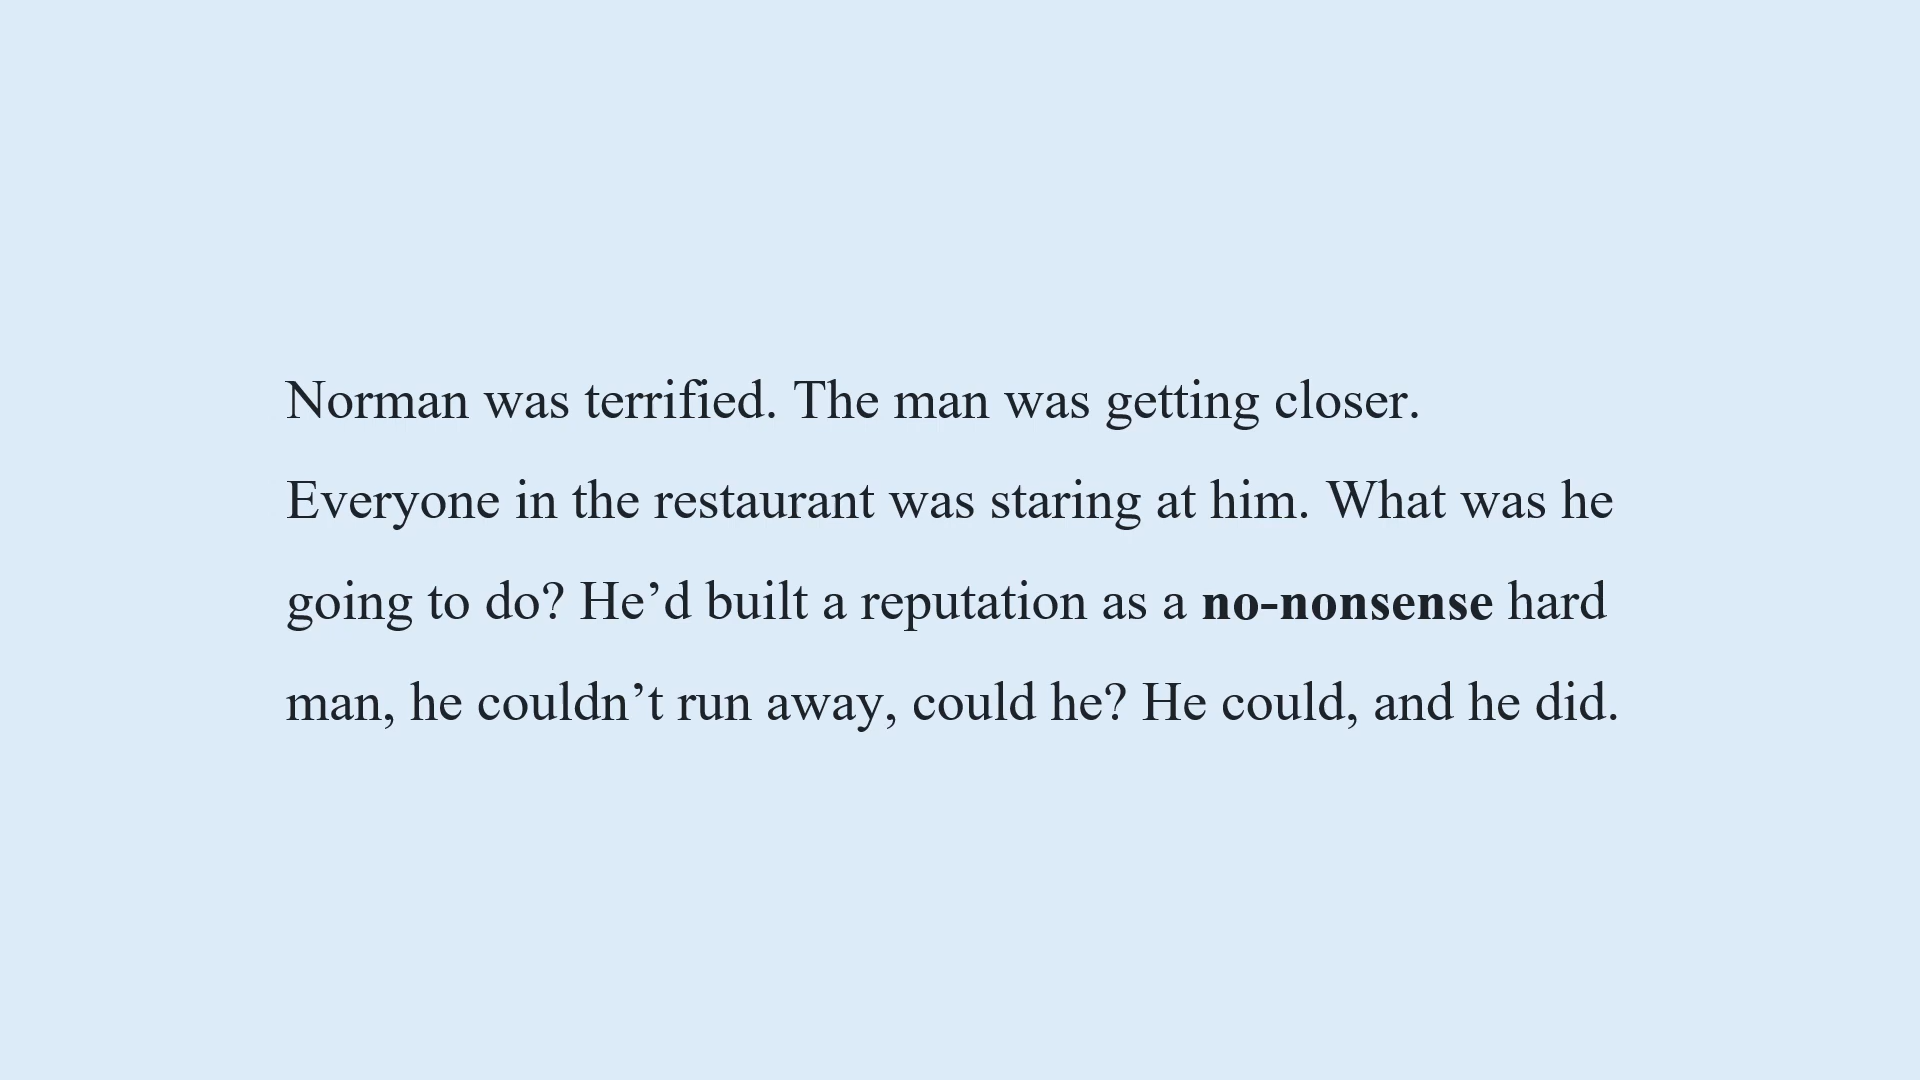 Norman was terrified. The man was getting closer.
Everyone in the restaurant was staring at him. What was he
going to do? He’d built a reputation as a no-nonsense hard
man, he couldn’t run away, could he? He could, and he did.